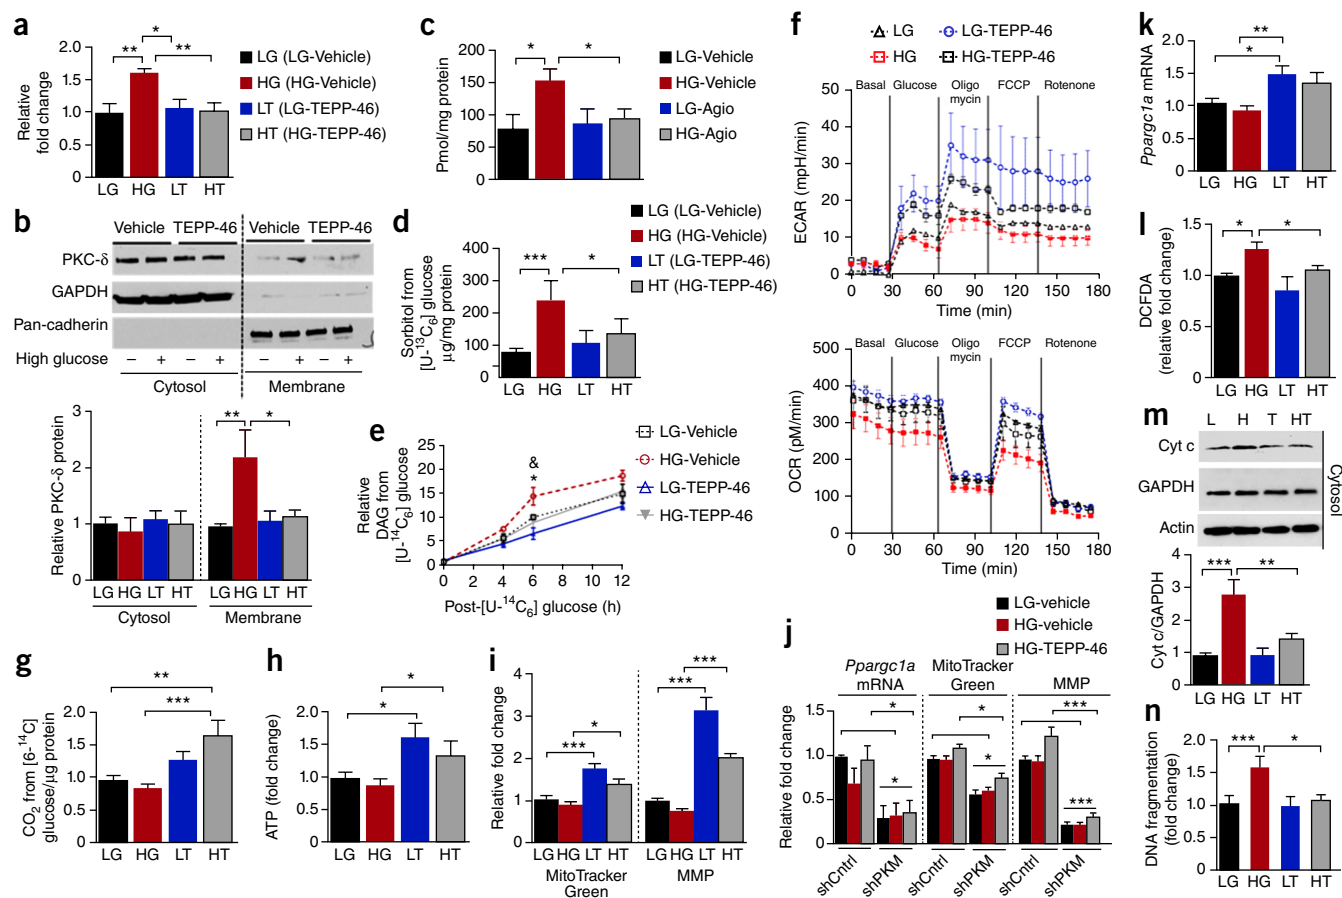 a
Relative
fold change
2.0
1.5
1.0
0.5
0
** * **
LG HG LT HT
LG (LG-Vehicle)
HG (HG-Vehicle)
LT (LG-TEPP-46)
HT (HG-TEPP-46)
b
Vehicle TEPP-46 Vehicle TEPP-46
PKC-δ
GAPDH
Pan-cadherin
High glucose – + – + – + – +
Cytosol Membrane
Relative PKC-δ protein
3
2
1
0
** *
LG HG LT HT LG HG LT HT
Cytosol Membrane
c
Pmol/mg protein
200
150
100
50
0
* *
LG-Vehicle
HG-Vehicle
LG-Agio
HG-Agio
d
Sorbitol from
[U-¹³C₆] glucose
μg/mg protein
400
300
200
100
0
*** *
LG HG LT HT
LG (LG-Vehicle)
HG (HG-Vehicle)
LT (LG-TEPP-46)
HT (HG-TEPP-46)
e
Relative
DAG from
[U-¹⁴C₆] glucose
25
20
15
10
5
0
&
*
0 2 4 6 8 10 12
Post-[U-¹⁴C₆] glucose (h)
LG-Vehicle
HG-Vehicle
LG-TEPP-46
HG-TEPP-46
f
LG LG-TEPP-46
HG HG-TEPP-46
Basal Glucose Oligo mycin FCCP Rotenone
ECAR (mpH/min)
50
40
30
20
10
0
0 30 60 90 120 150 180
Time (min)
Basal Glucose Oligo mycin FCCP Rotenone
OCR (pM/min)
500
400
300
200
100
0
0 30 60 90 120 150 180
Time (min)
g
CO₂ from [6-¹⁴C]
glucose/μg protein
2.0
1.5
1.0
0.5
0
**
***
LG HG LT HT
h
ATP (fold change)
2.0
1.5
1.0
0.5
0
*
*
LG HG LT HT
i
Relative fold change
4
3
2
1
0
*** * *** ***
LG HG LT HT LG HG LT HT
MitoTracker
Green
MMP
j
LG-vehicle
HG-vehicle
HG-TEPP-46
Ppargc1a
mRNA
MitoTracker
Green
MMP
Relative fold change
1.5
1.0
0.5
0
* * ***
* * ***
shCntrl shPKM shCntrl shPKM shCntrl shPKM
k
Ppargc1a mRNA
2.0
1.5
1.0
0.5
0
**
*
LG HG LT HT
l
DCFDA
(relative fold change)
1.5
1.0
0.5
0
* *
LG HG LT HT
m
L H T HT
Cyt c
GAPDH
Actin
Cytosol
Cyt c/GAPDH
4
3
2
1
0
*** **
LG HG LT HT
n
DNA fragmentation
(fold change)
2.0
1.5
1.0
0.5
0
*** *
LG HG LT HT